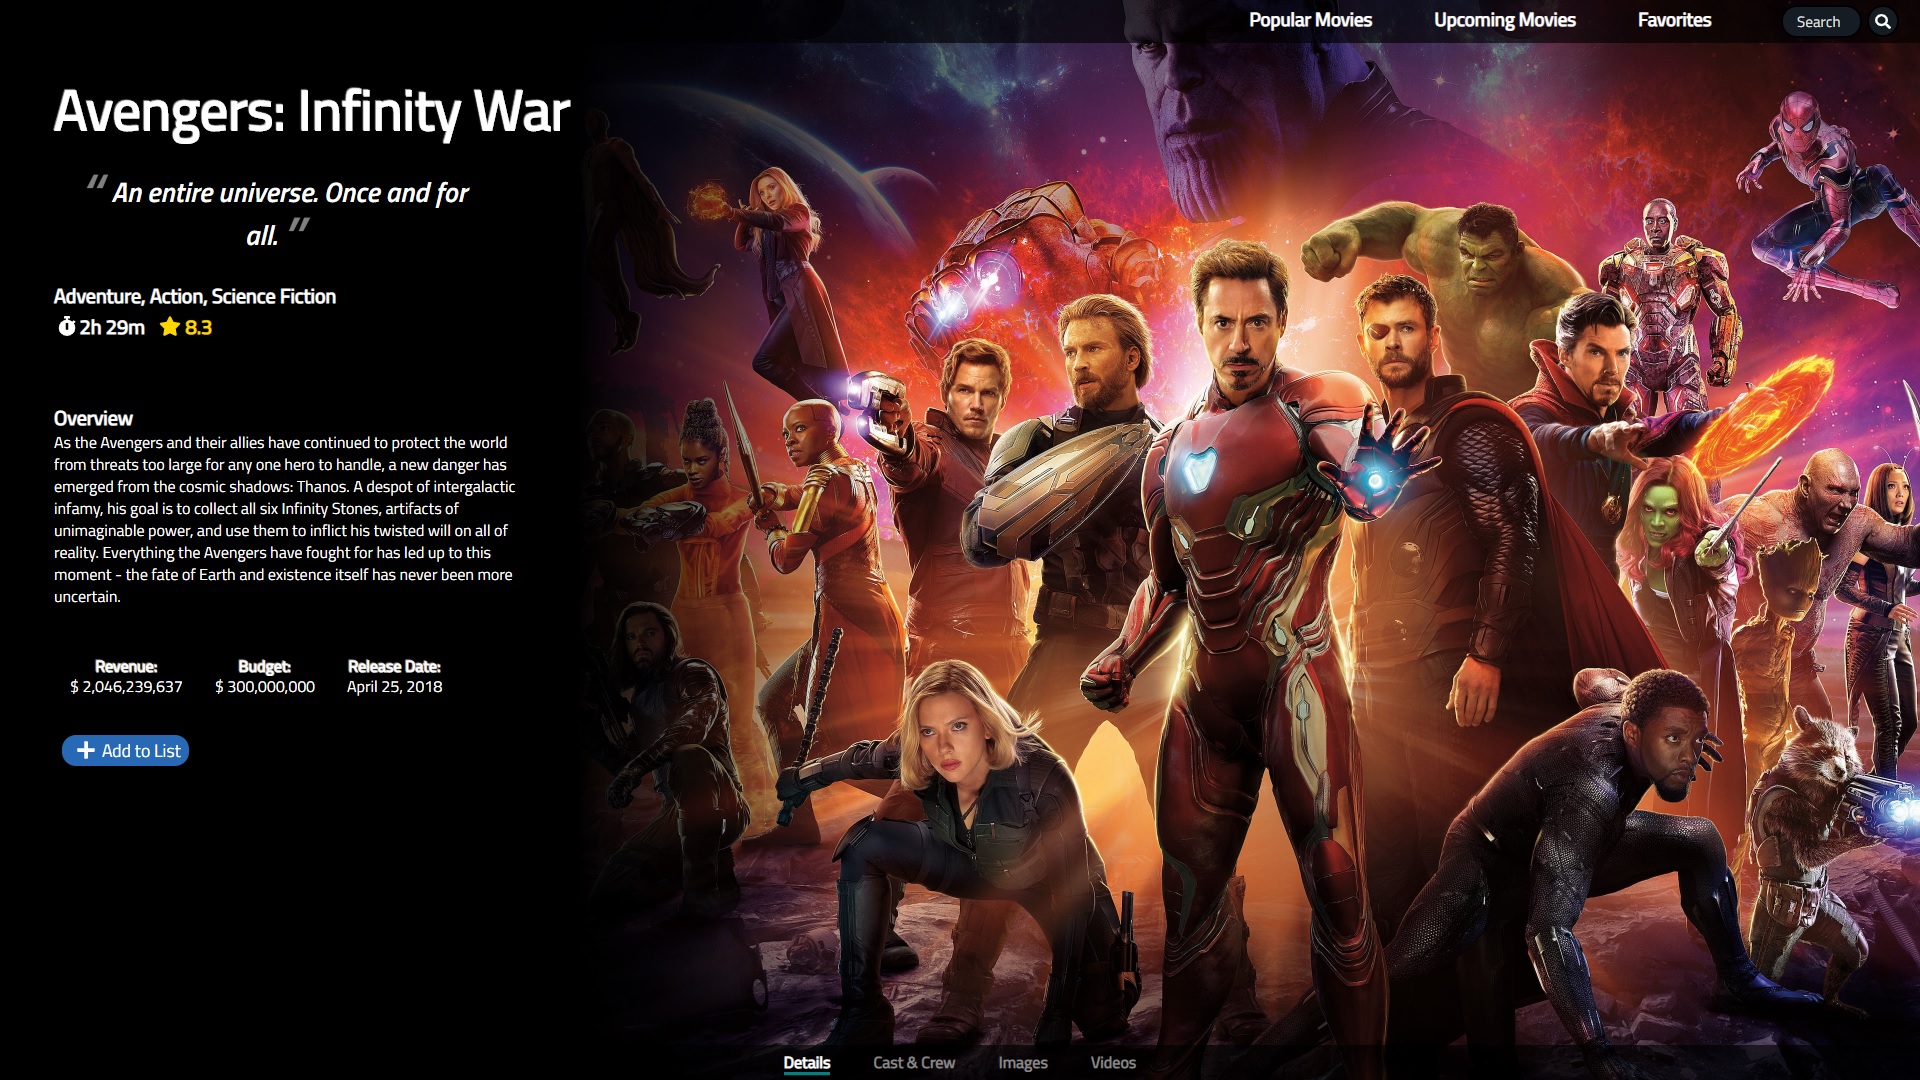 Popular Movies Upcoming Movies Favorites Search
Avengers: Infinity War
“ An entire universe. Once and for
all. ”
Adventure, Action, Science Fiction
2h 29m 8.3
Overview
As the Avengers and their allies have continued to protect the world
from threats too large for any one hero to handle, a new danger has
emerged from the cosmic shadows: Thanos. A despot of intergalactic
infamy, his goal is to collect all six Infinity Stones, artifacts of
unimaginable power, and use them to inflict his twisted will on all of
reality. Everything the Avengers have fought for has led up to this
moment - the fate of Earth and existence itself has never been more
uncertain.
Revenue: Budget: Release Date:
$ 2,046,239,637 $ 300,000,000 April 25, 2018
Add to List
Details Cast & Crew Images Videos